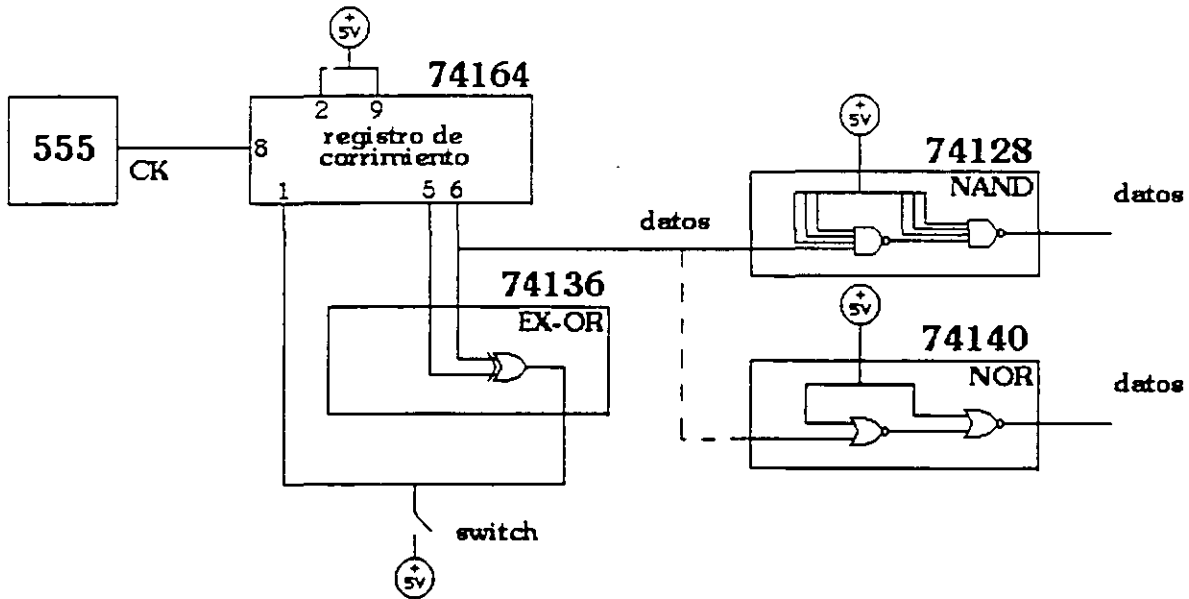 +
5V
74164
2 9
555
CK
8
registro de
corrimiento
1
5 6
+
5V
74128
NAND
datos
datos
74136
EX-OR
+
5V
74140
NOR
datos
switch
+
5V